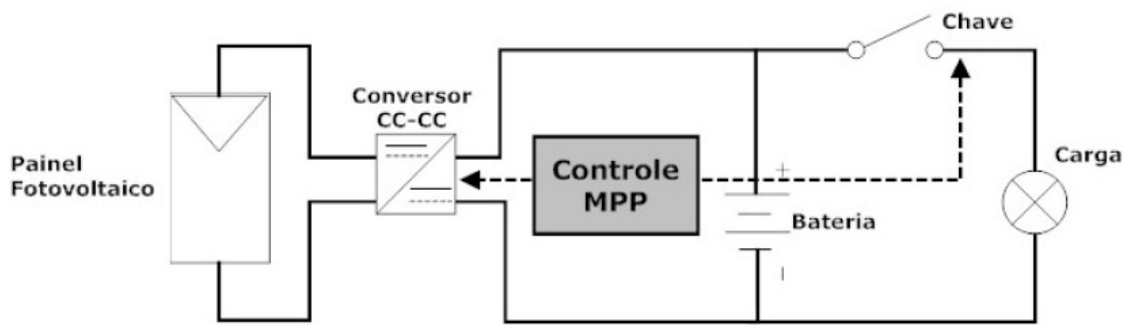 Chave
Conversor
CC-CC
Painel
Fotovoltaico
Controle
MPP
+
Bateria
Carga